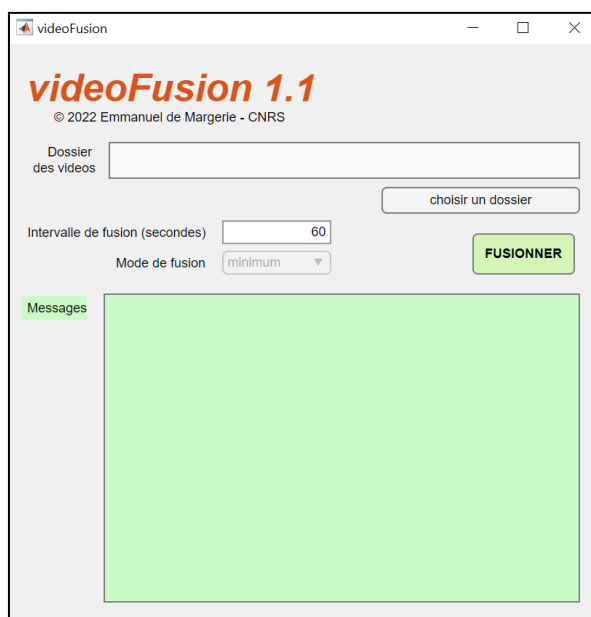 videoFusion
videoFusion 1.1
© 2022 Emmanuel de Margerie - CNRS
Dossier
des videos
choisir un dossier
Intervalle de fusion (secondes) 60
Mode de fusion minimum
FUSIONNER
Messages